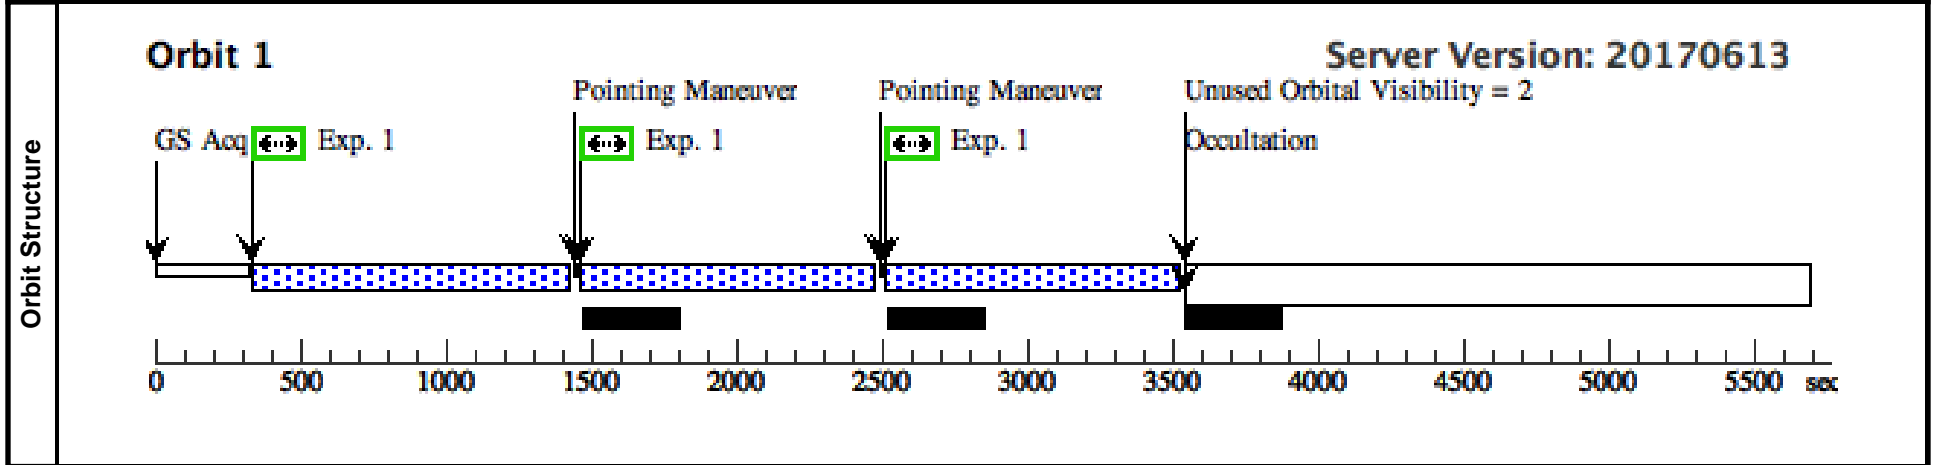 Orbit Structure
Orbit 1
Server Version: 20170613
Pointing Maneuver
Pointing Maneuver
Unused Orbital Visibility = 2
GS Acq
Exp. 1
Exp. 1
Exp. 1
Occultation
0 500 1000 1500 2000 2500 3000 3500 4000 4500 5000 5500 sec